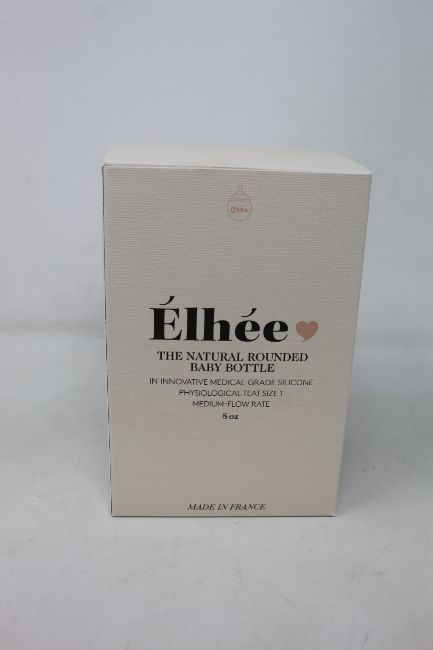 0M+
Élhée
THE NATURAL ROUNDED
BABY BOTTLE
IN INNOVATIVE MEDICAL GRADE SILICONE
PHYSIOLOGICAL TEAT SIZE 1
MEDIUM-FLOW RATE
8 oz
MADE IN FRANCE